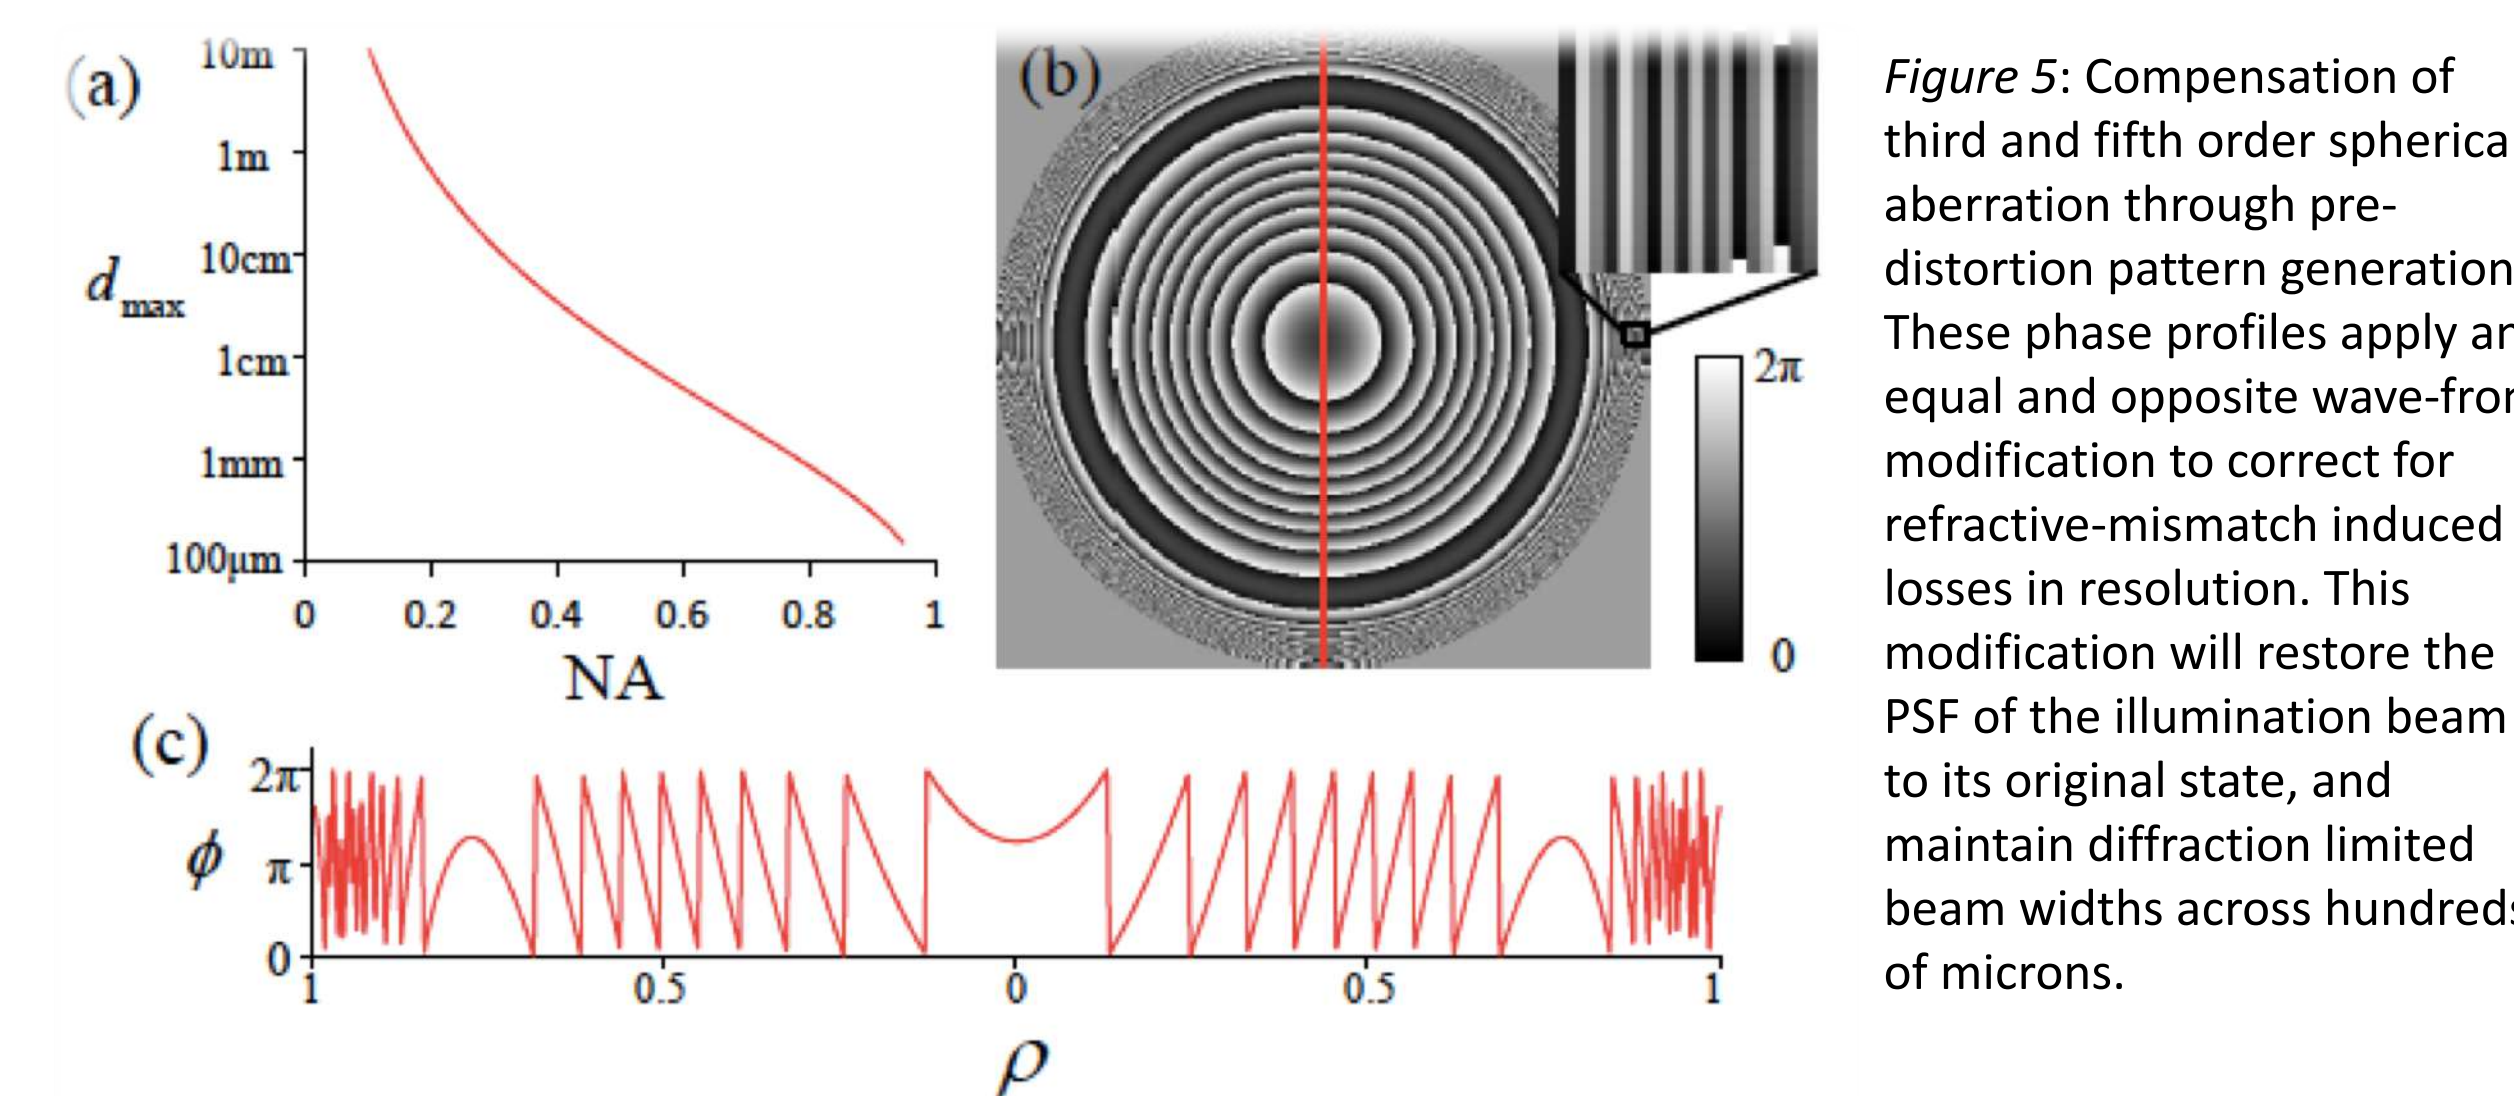 (a)
10m
1m
10cm
1cm
1mm
100μm
d max
0 0.2 0.4 0.6 0.8 1
NA
(b)
2π
0
(c)
2π
π
0
ϕ
1 0.5 0 0.5 1
ρ
Figure 5: Compensation of
third and fifth order spherica
aberration through pre-
distortion pattern generation
These phase profiles apply an
equal and opposite wave-fron
modification to correct for
refractive-mismatch induced
losses in resolution. This
modification will restore the
PSF of the illumination beam
to its original state, and
maintain diffraction limited
beam widths across hundreds
of microns.